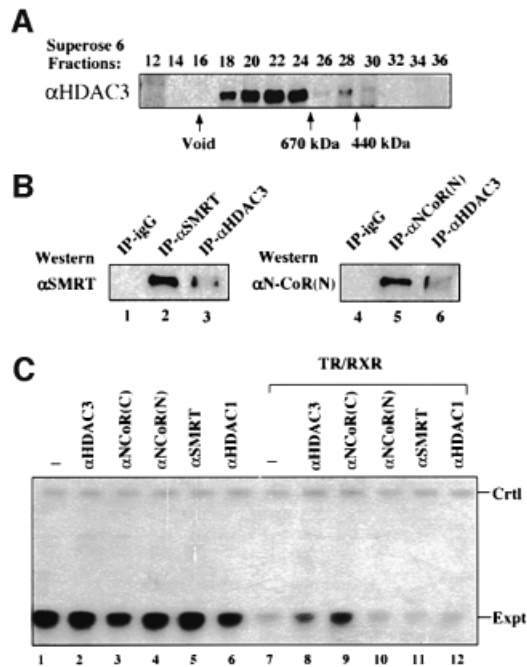 A
Superose 6
Fractions: 12 14 16 18 20 22 24 26 28 30 32 34 36
αHDAC3
Void 670 kDa 440 kDa
B
IP-igG IP-αSMRT IP-αHDAC3 IP-igG IP-αNCoR(N) IP-αHDAC3
Western Western
αSMRT αN-CoR(N)
1 2 3 4 5 6
C
TR/RXR
– αHDAC3 αNCoR(C) αNCoR(N) αSMRT αHDAC1 – αHDAC3 αNCoR(C) αNCoR(N) αSMRT αHDAC1
Crtl
Expt
1 2 3 4 5 6 7 8 9 10 11 12